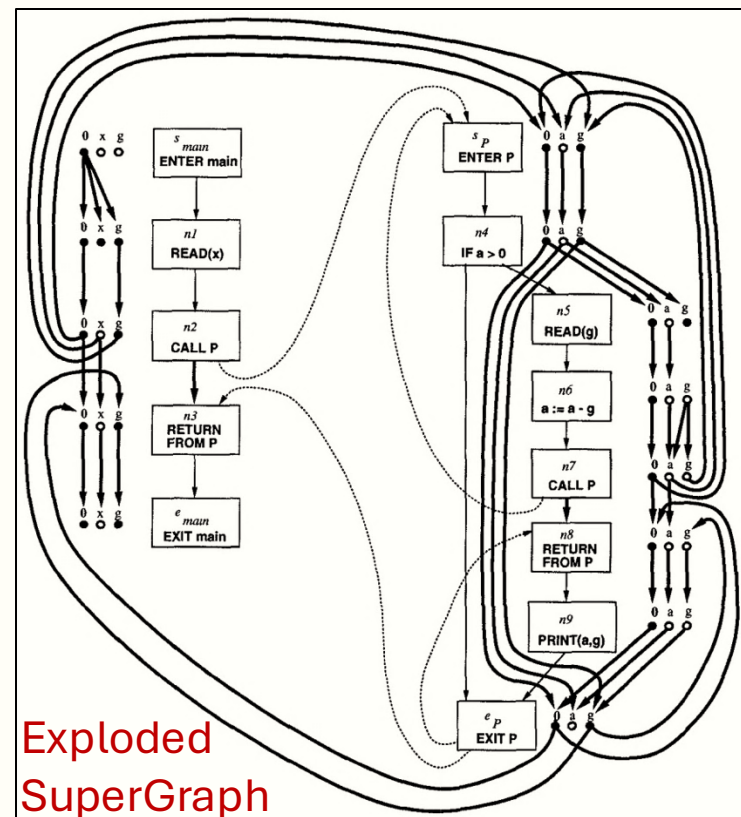 0 x g
s main
ENTER main
n1
READ(x)
0 x g
n2
CALL P
0 x g
n3
RETURN
FROM P
0 x g
e main
EXIT main
0 x g
s P
ENTER P
0 a g
n4
IF a > 0
0 a g
n5
READ(g)
0 a g
n6
a := a - g
0 a g
n7
CALL P
0 a g
n8
RETURN
FROM P
0 a g
n9
PRINT(a,g)
0 a g
e P
EXIT P
0 a g
Exploded
SuperGraph